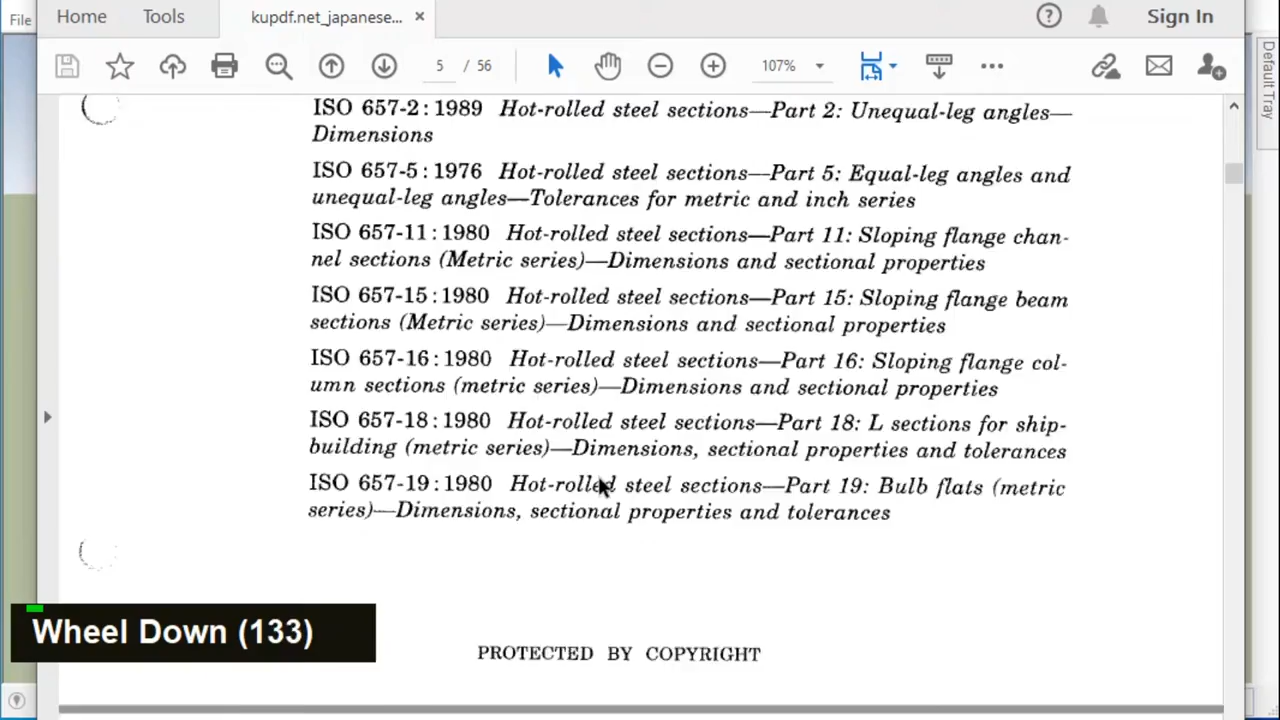 File
Home
Tools
kupdf.net_japanese...
Sign In
5 / 56
107%
Default Tray
ISO 657-2 : 1989 Hot-rolled steel sections—Part 2: Unequal-leg angles—
Dimensions
ISO 657-5 : 1976 Hot-rolled steel sections—Part 5: Equal-leg angles and
unequal-leg angles—Tolerances for metric and inch series
ISO 657-11 : 1980 Hot-rolled steel sections—Part 11: Sloping flange chan-
nel sections (Metric series)—Dimensions and sectional properties
ISO 657-15 : 1980 Hot-rolled steel sections—Part 15: Sloping flange beam
sections (Metric series)—Dimensions and sectional properties
ISO 657-16 : 1980 Hot-rolled steel sections—Part 16: Sloping flange col-
umn sections (metric series)—Dimensions and sectional properties
ISO 657-18 : 1980 Hot-rolled steel sections—Part 18: L sections for ship-
building (metric series)—Dimensions, sectional properties and tolerances
ISO 657-19 : 1980 Hot-rolled steel sections—Part 19: Bulb flats (metric
series)—Dimensions, sectional properties and tolerances
Wheel Down (133)
PROTECTED BY COPYRIGHT